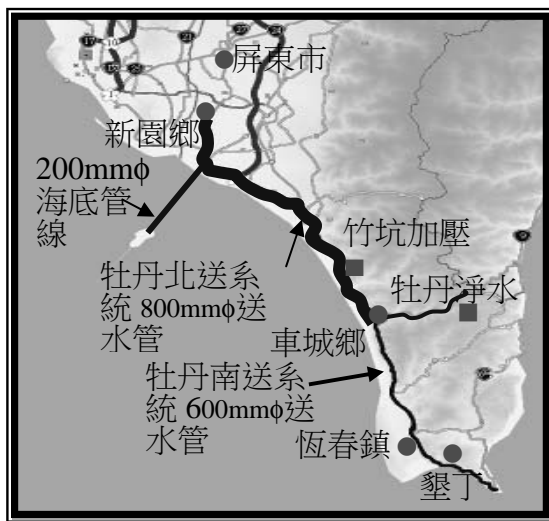 屏東市
新園鄉
200mmφ
海底管
線
竹坑加壓
牡丹北送系
統 800mmφ送
水管
牡丹淨水
車城鄉
牡丹南送系
統 600mmφ送
水管
恆春鎮
墾丁
17
21